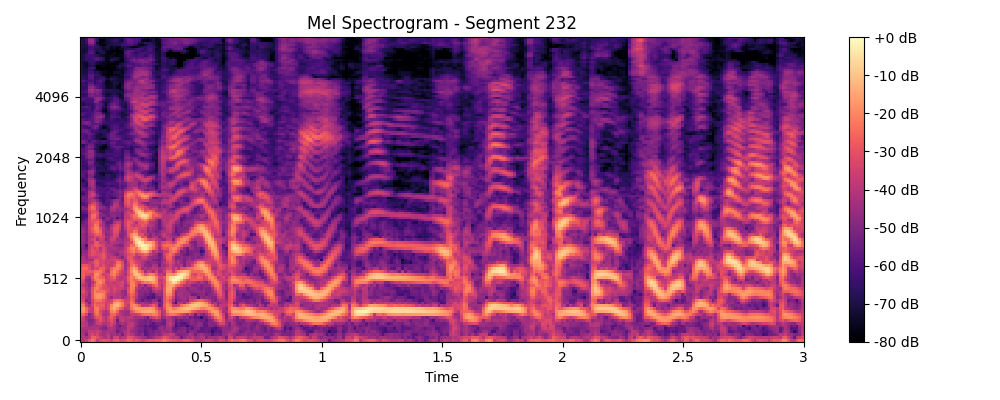 Mel Spectrogram - Segment 232
+0 dB
-10 dB
-20 dB
-30 dB
-40 dB
-50 dB
-60 dB
-70 dB
-80 dB
Frequency
4096
2048
1024
512
0
0 0.5 1 1.5 2 2.5 3
Time